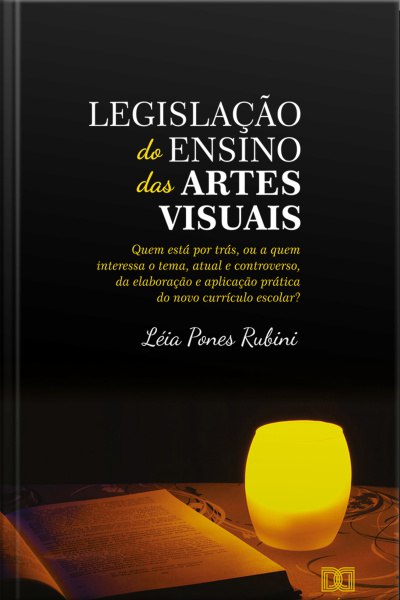 LEGISLAÇÃO
do ENSINO
das ARTES
VISUAIS
Quem está por trás, ou a quem
interessa o tema, atual e controverso,
da elaboração e aplicação prática
do novo currículo escolar?
Léia Pones Rubini